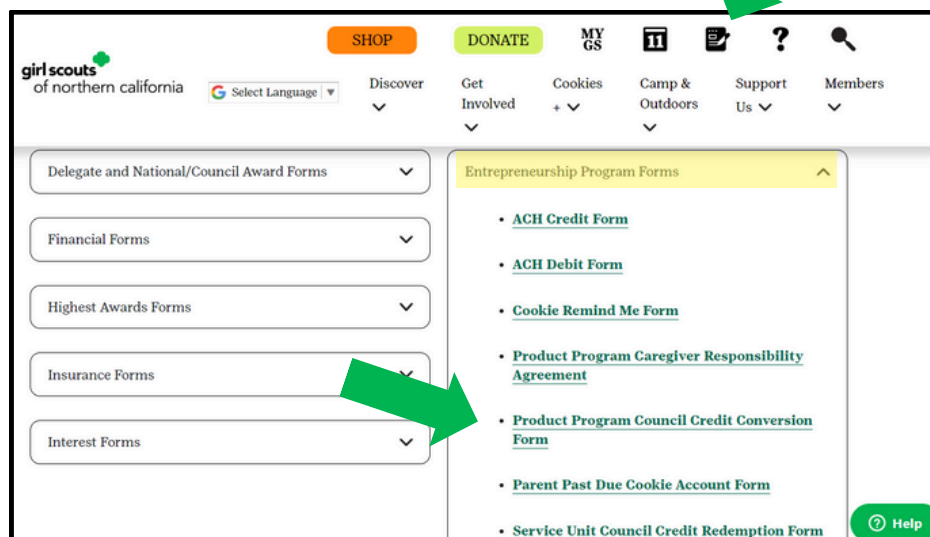 SHOP
DONATE
MY
GS
11
?
girl scouts
of northern california
G Select Language ▼
Discover
Get
Involved
Cookies
+
Camp &
Outdoors
Support
Us
Members
Delegate and National/Council Award Forms
Financial Forms
Highest Awards Forms
Insurance Forms
Interest Forms
Entrepreneurship Program Forms
• ACH Credit Form
• ACH Debit Form
• Cookie Remind Me Form
• Product Program Caregiver Responsibility
Agreement
• Product Program Council Credit Conversion
Form
• Parent Past Due Cookie Account Form
• Service Unit Council Credit Redemption Form
? Help